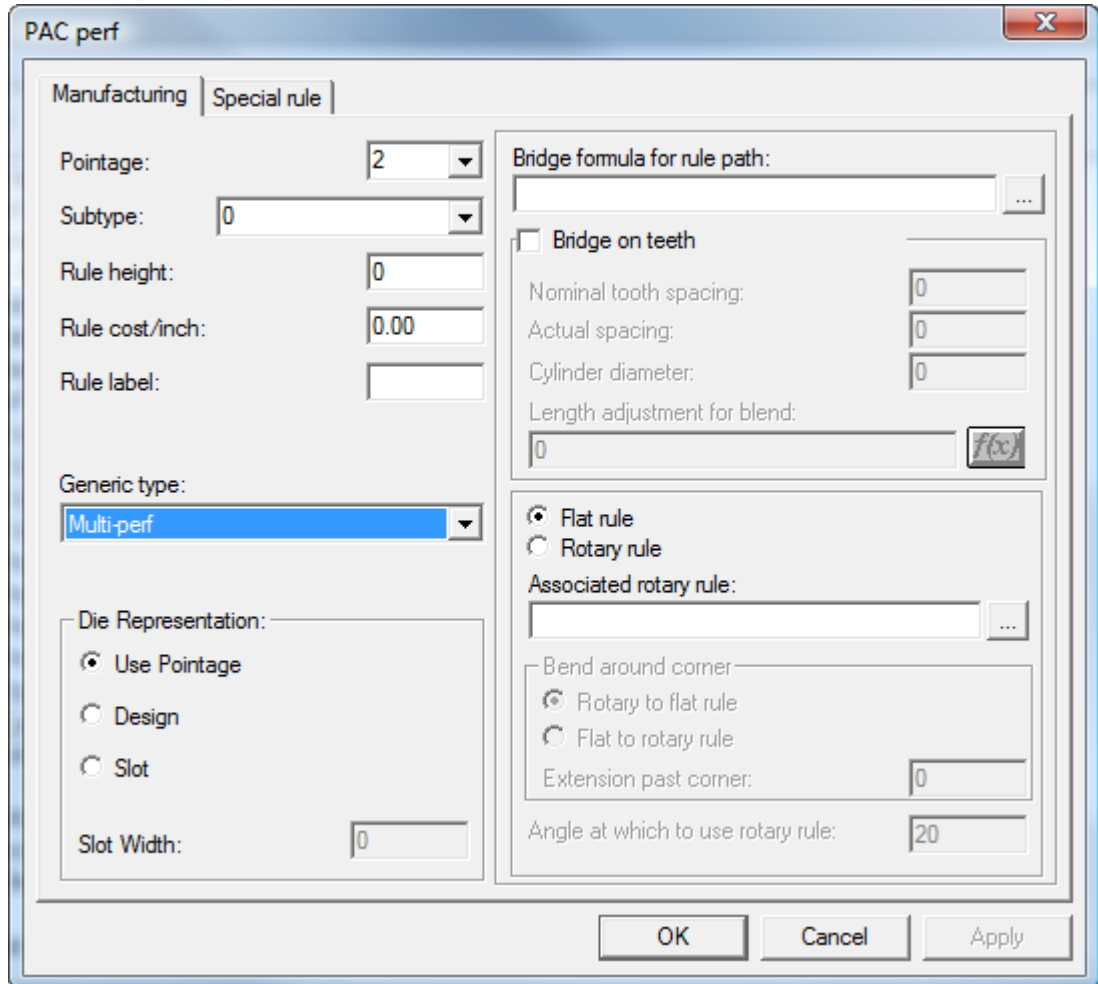 PAC perf
Manufacturing
Special rule
Pointage:
2
Subtype:
0
Rule height:
0
Rule cost/inch:
0.00
Rule label:
Generic type:
Multi-perf
Die Representation:
Use Pointage
Design
Slot
Slot Width:
0
Bridge formula for rule path:
...
Bridge on teeth
Nominal tooth spacing:
0
Actual spacing:
0
Cylinder diameter:
0
Length adjustment for blend:
0
f(x)
Flat rule
Rotary rule
Associated rotary rule:
...
Bend around corner
Rotary to flat rule
Flat to rotary rule
Extension past corner:
0
Angle at which to use rotary rule:
20
OK
Cancel
Apply